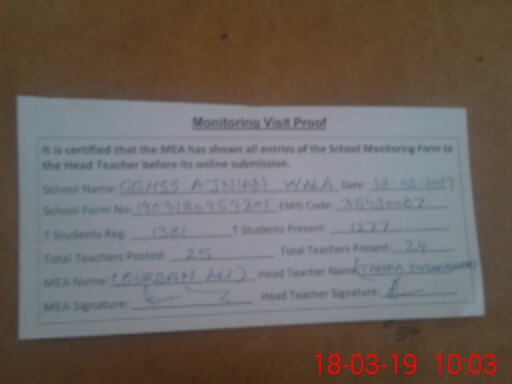 Monitoring Visit Proof
It is certified that the MEA has shown all entries of the School Monitoring Form to
the Head Teacher before its online submission.
School Name: GGHSS AJNIAN WALA Date: 18-03-2019
School Form No: EMIS Code:
T Students Reg: 1381 T Students Present: 1277
Total Teachers Posted: 25 Total Teachers Present: 24
MEA Name: (QURBAN ALI) Head Teacher Name (TAHIRA
MEA Signature: Head Teacher Signature:
18-03-19 10:03